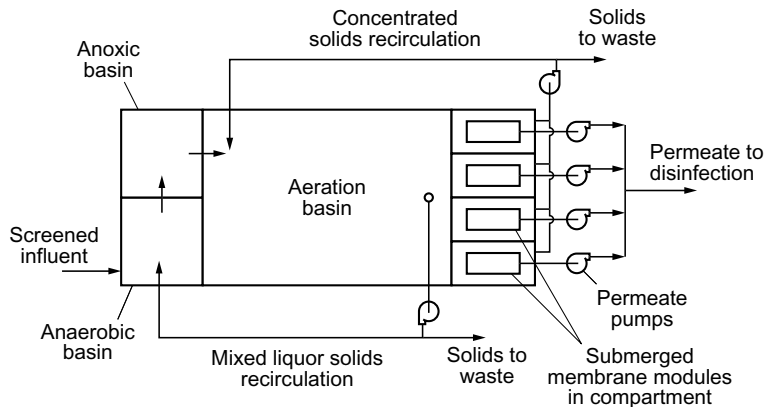 Concentrated
solids recirculation
Solids
to waste
Anoxic
basin
Aeration
basin
Permeate to
disinfection
Screened
influent
Anaerobic
basin
Mixed liquor solids
recirculation
Solids to
waste
Permeate
pumps
Submerged
membrane modules
in compartment